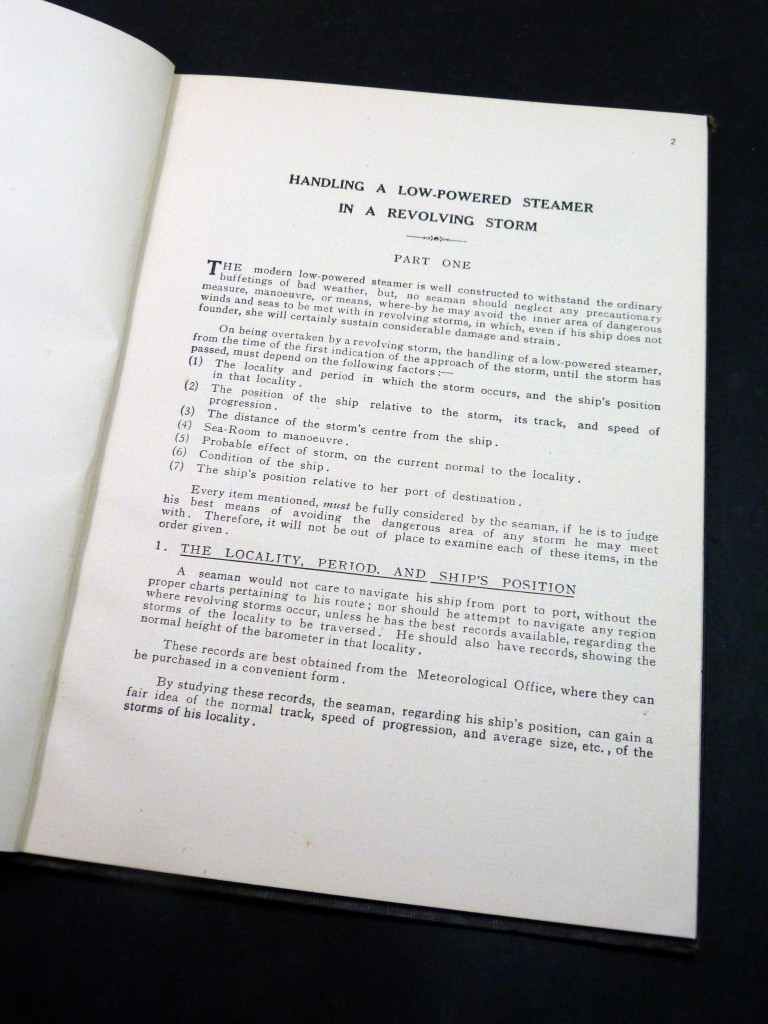 2
HANDLING A LOW-POWERED STEAMER
IN A REVOLVING STORM
PART ONE
THE modern low-powered steamer is well constructed to withstand the ordinary
buffetings of bad weather, but, no seaman should neglect any precautionary
measure, manoeuvre, or means, where-by he may avoid the inner area of dangerous
winds and seas to be met with in revolving storms, in which, even if his ship does not
founder, she will certainly sustain considerable damage and strain.
On being overtaken by a revolving storm, the handling of a low-powered steamer,
from the time of the first indication of the approach of the storm, until the storm has
passed, must depend on the following factors :—
(1) The locality and period in which the storm occurs, and the ship's position
in that locality.
(2) The position of the ship relative to the storm, its track, and speed of
progression.
(3) The distance of the storm's centre from the ship.
(4) Sea-Room to manoeuvre.
(5) Probable effect of storm, on the current normal to the locality.
(6) Condition of the ship.
(7) The ship's position relative to her port of destination.
Every item mentioned, must be fully considered by the seaman, if he is to judge
his best means of avoiding the dangerous area of any storm he may meet
with. Therefore, it will not be out of place to examine each of these items, in the
order given.
1. THE LOCALITY, PERIOD, AND SHIP'S POSITION
A seaman would not care to navigate his ship from port to port, without the
proper charts pertaining to his route; nor should he attempt to navigate any region
where revolving storms occur, unless he has the best records available, regarding the
storms of the locality to be traversed. He should also have records, showing the
normal height of the barometer in that locality.
These records are best obtained from the Meteorological Office, where they can
be purchased in a convenient form.
By studying these records, the seaman, regarding his ship's position, can gain a
fair idea of the normal track, speed of progression, and average size, etc., of the
storms of his locality.